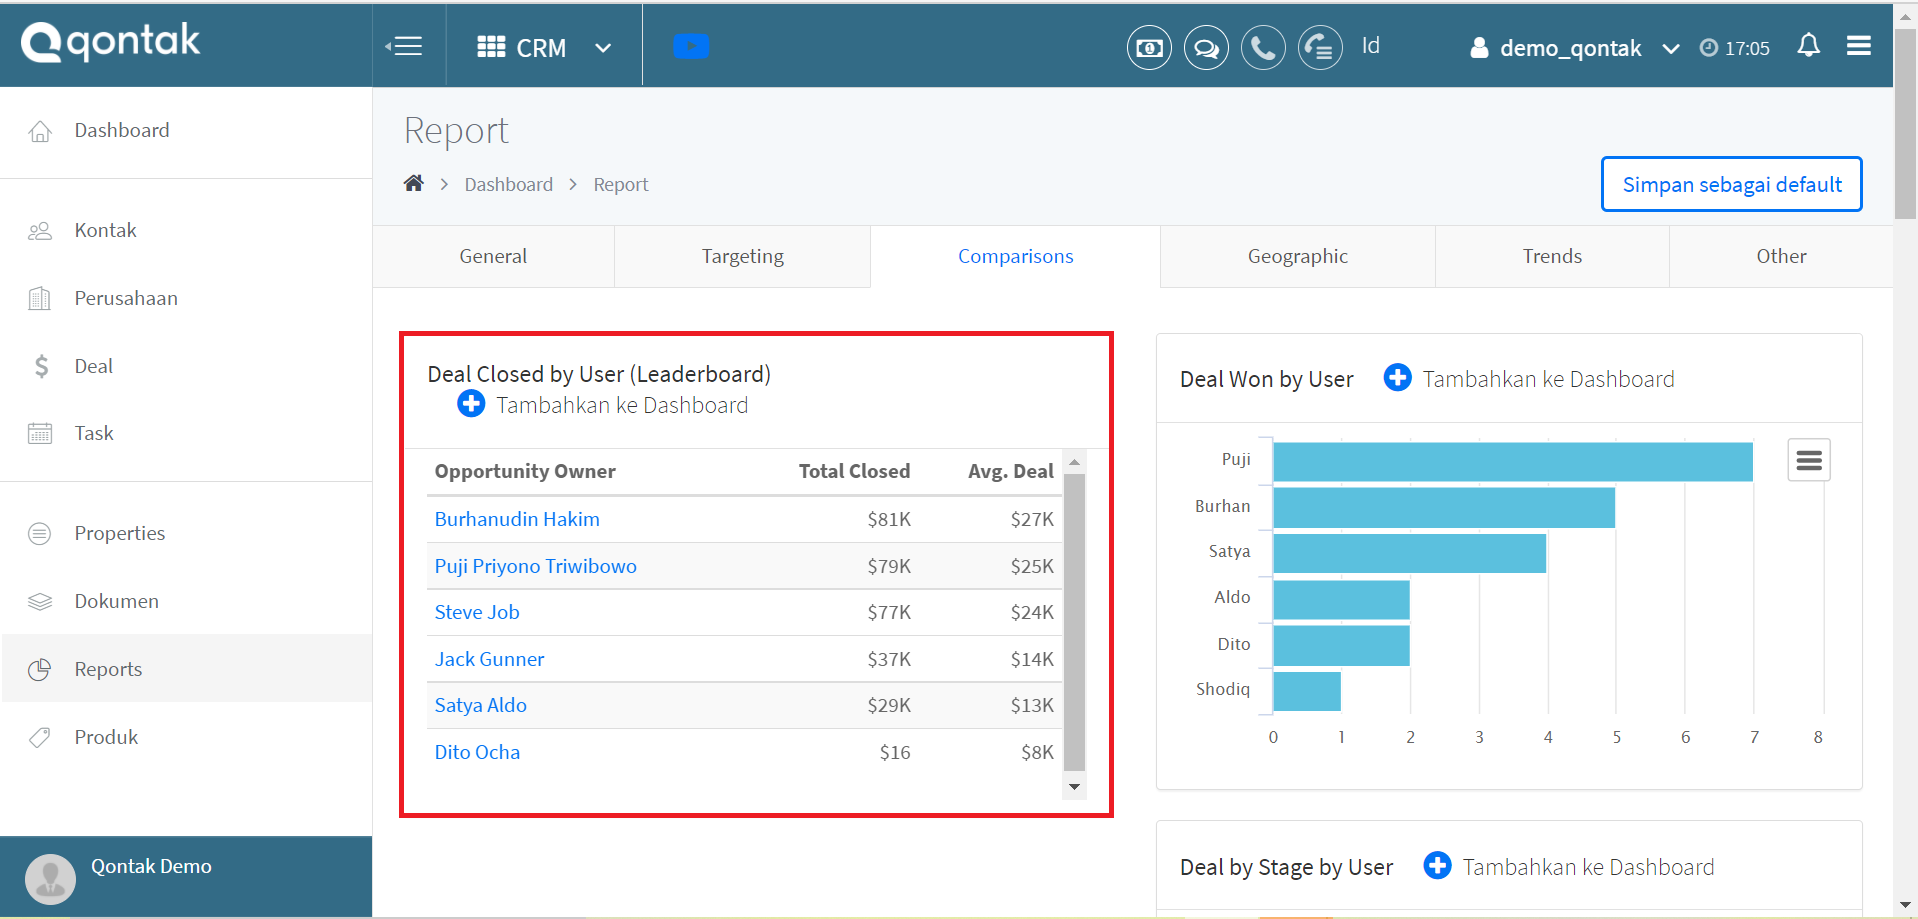 qontak
CRM
Id
demo_qontak
17:05
Dashboard
Kontak
Perusahaan
Deal
Task
Properties
Dokumen
Reports
Produk
Qontak Demo
Report
Dashboard Report
Simpan sebagai default
General Targeting Comparisons Geographic Trends Other
Deal Closed by User (Leaderboard)
Tambahkan ke Dashboard
Opportunity Owner Total Closed Avg. Deal
Burhanudin Hakim $81K $27K
Puji Priyono Triwibowo $79K $25K
Steve Job $77K $24K
Jack Gunner $37K $14K
Satya Aldo $29K $13K
Dito Ocha $16 $8K
Deal Won by User Tambahkan ke Dashboard
Puji
Burhan
Satya
Aldo
Dito
Shodiq
0 1 2 3 4 5 6 7 8
Deal by Stage by User Tambahkan ke Dashboard